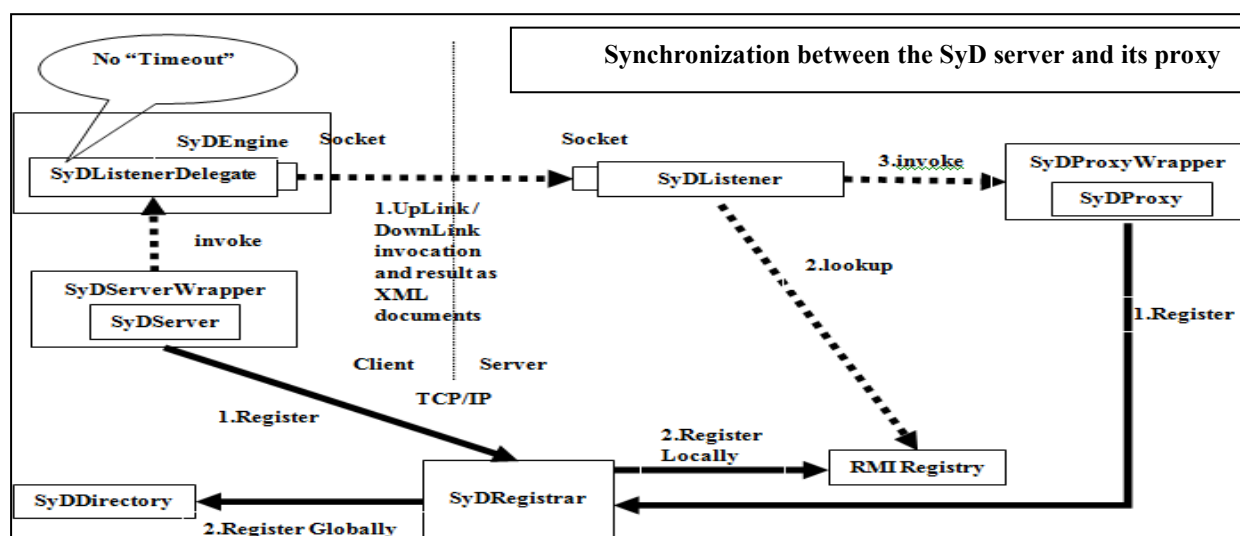 No “Timeout”
Synchronization between the SyD server and its proxy
SyDEngine
Socket
SyDListenerDelegate
Socket
SyDListener
3.invoke
SyDProxyWrapper
SyDProxy
1.UpLink /
DownLink
invocation
and result as
XML
documents
invoke
2.lookup
SyDServerWrapper
SyDServer
1.Register
Client
Server
TCP/IP
1.Register
2.Register
Locally
RMI Registry
SyDDirectory
SyDRegistrar
2.Register Globally